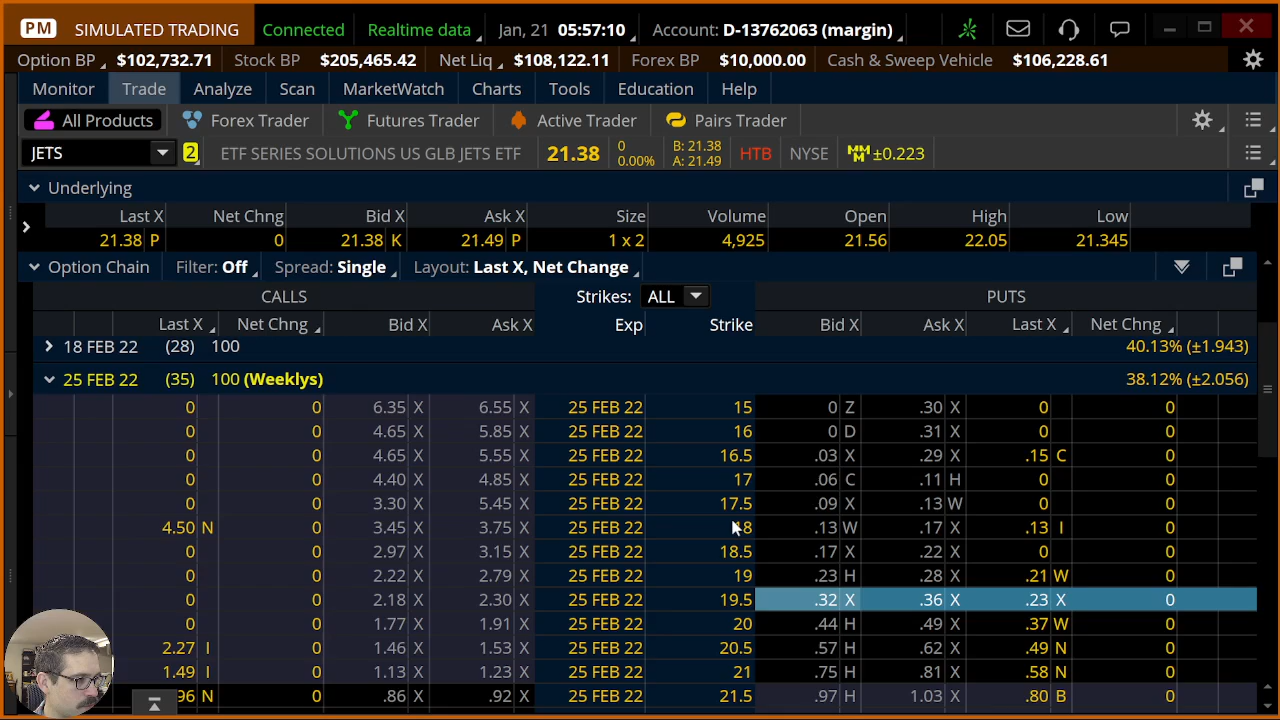 PM SIMULATED TRADING Connected Realtime data Jan, 21 05:57:10 Account: D-13762063 (margin)
Option BP $102,732.71 Stock BP $205,465.42 Net Liq $108,122.11 Forex BP $10,000.00 Cash & Sweep Vehicle $106,228.61
Monitor Trade Analyze Scan MarketWatch Charts Tools Education Help
All Products Forex Trader Futures Trader Active Trader Pairs Trader
JETS 2 ETF SERIES SOLUTIONS US GLB JETS ETF 21.38 0 0.00% B: 21.38 A: 21.49 HTB NYSE MMM ±0.223
Underlying
Last X Net Chng Bid X Ask X Size Volume Open High Low
21.38 P 0 21.38 K 21.49 P 1 x 2 4,925 21.56 22.05 21.345
Option Chain Filter: Off Spread: Single Layout: Last X, Net Change
CALLS Strikes: ALL PUTS
Last X Net Chng Bid X Ask X Exp Strike Bid X Ask X Last X Net Chng
18 FEB 22 (28) 100 40.13% (±1.943)
25 FEB 22 (35) 100 (Weeklys) 38.12% (±2.056)
0 0 6.35 X 6.55 X 25 FEB 22 15 0 Z .30 X 0 0
0 0 4.65 X 5.85 X 25 FEB 22 16 0 D .31 X 0 0
0 0 4.65 X 5.55 X 25 FEB 22 16.5 .03 X .29 X .15 C 0
0 0 4.40 X 4.85 X 25 FEB 22 17 .06 C .11 H 0 0
0 0 3.30 X 5.45 X 25 FEB 22 17.5 .09 X .13 W 0 0
4.50 N 0 3.45 X 3.75 X 25 FEB 22 .13 W .17 X .13 I 0
0 0 2.97 X 3.15 X 25 FEB 22 18.5 .17 X .22 X 0 0
0 0 2.22 X 2.79 X 25 FEB 22 19 .23 H .28 X .21 W 0
0 0 2.18 X 2.30 X 25 FEB 22 19.5 .32 X .36 X .23 X 0
0 0 1.77 X 1.91 X 25 FEB 22 20 .44 H .49 X .37 W 0
2.27 I 0 1.46 X 1.53 X 25 FEB 22 20.5 .57 H .62 X .49 N 0
1.49 I 0 1.13 X 1.23 X 25 FEB 22 21 .75 H .81 X .58 N 0
N 0 .86 X .92 X 25 FEB 22 21.5 .97 H 1.03 X .80 B 0